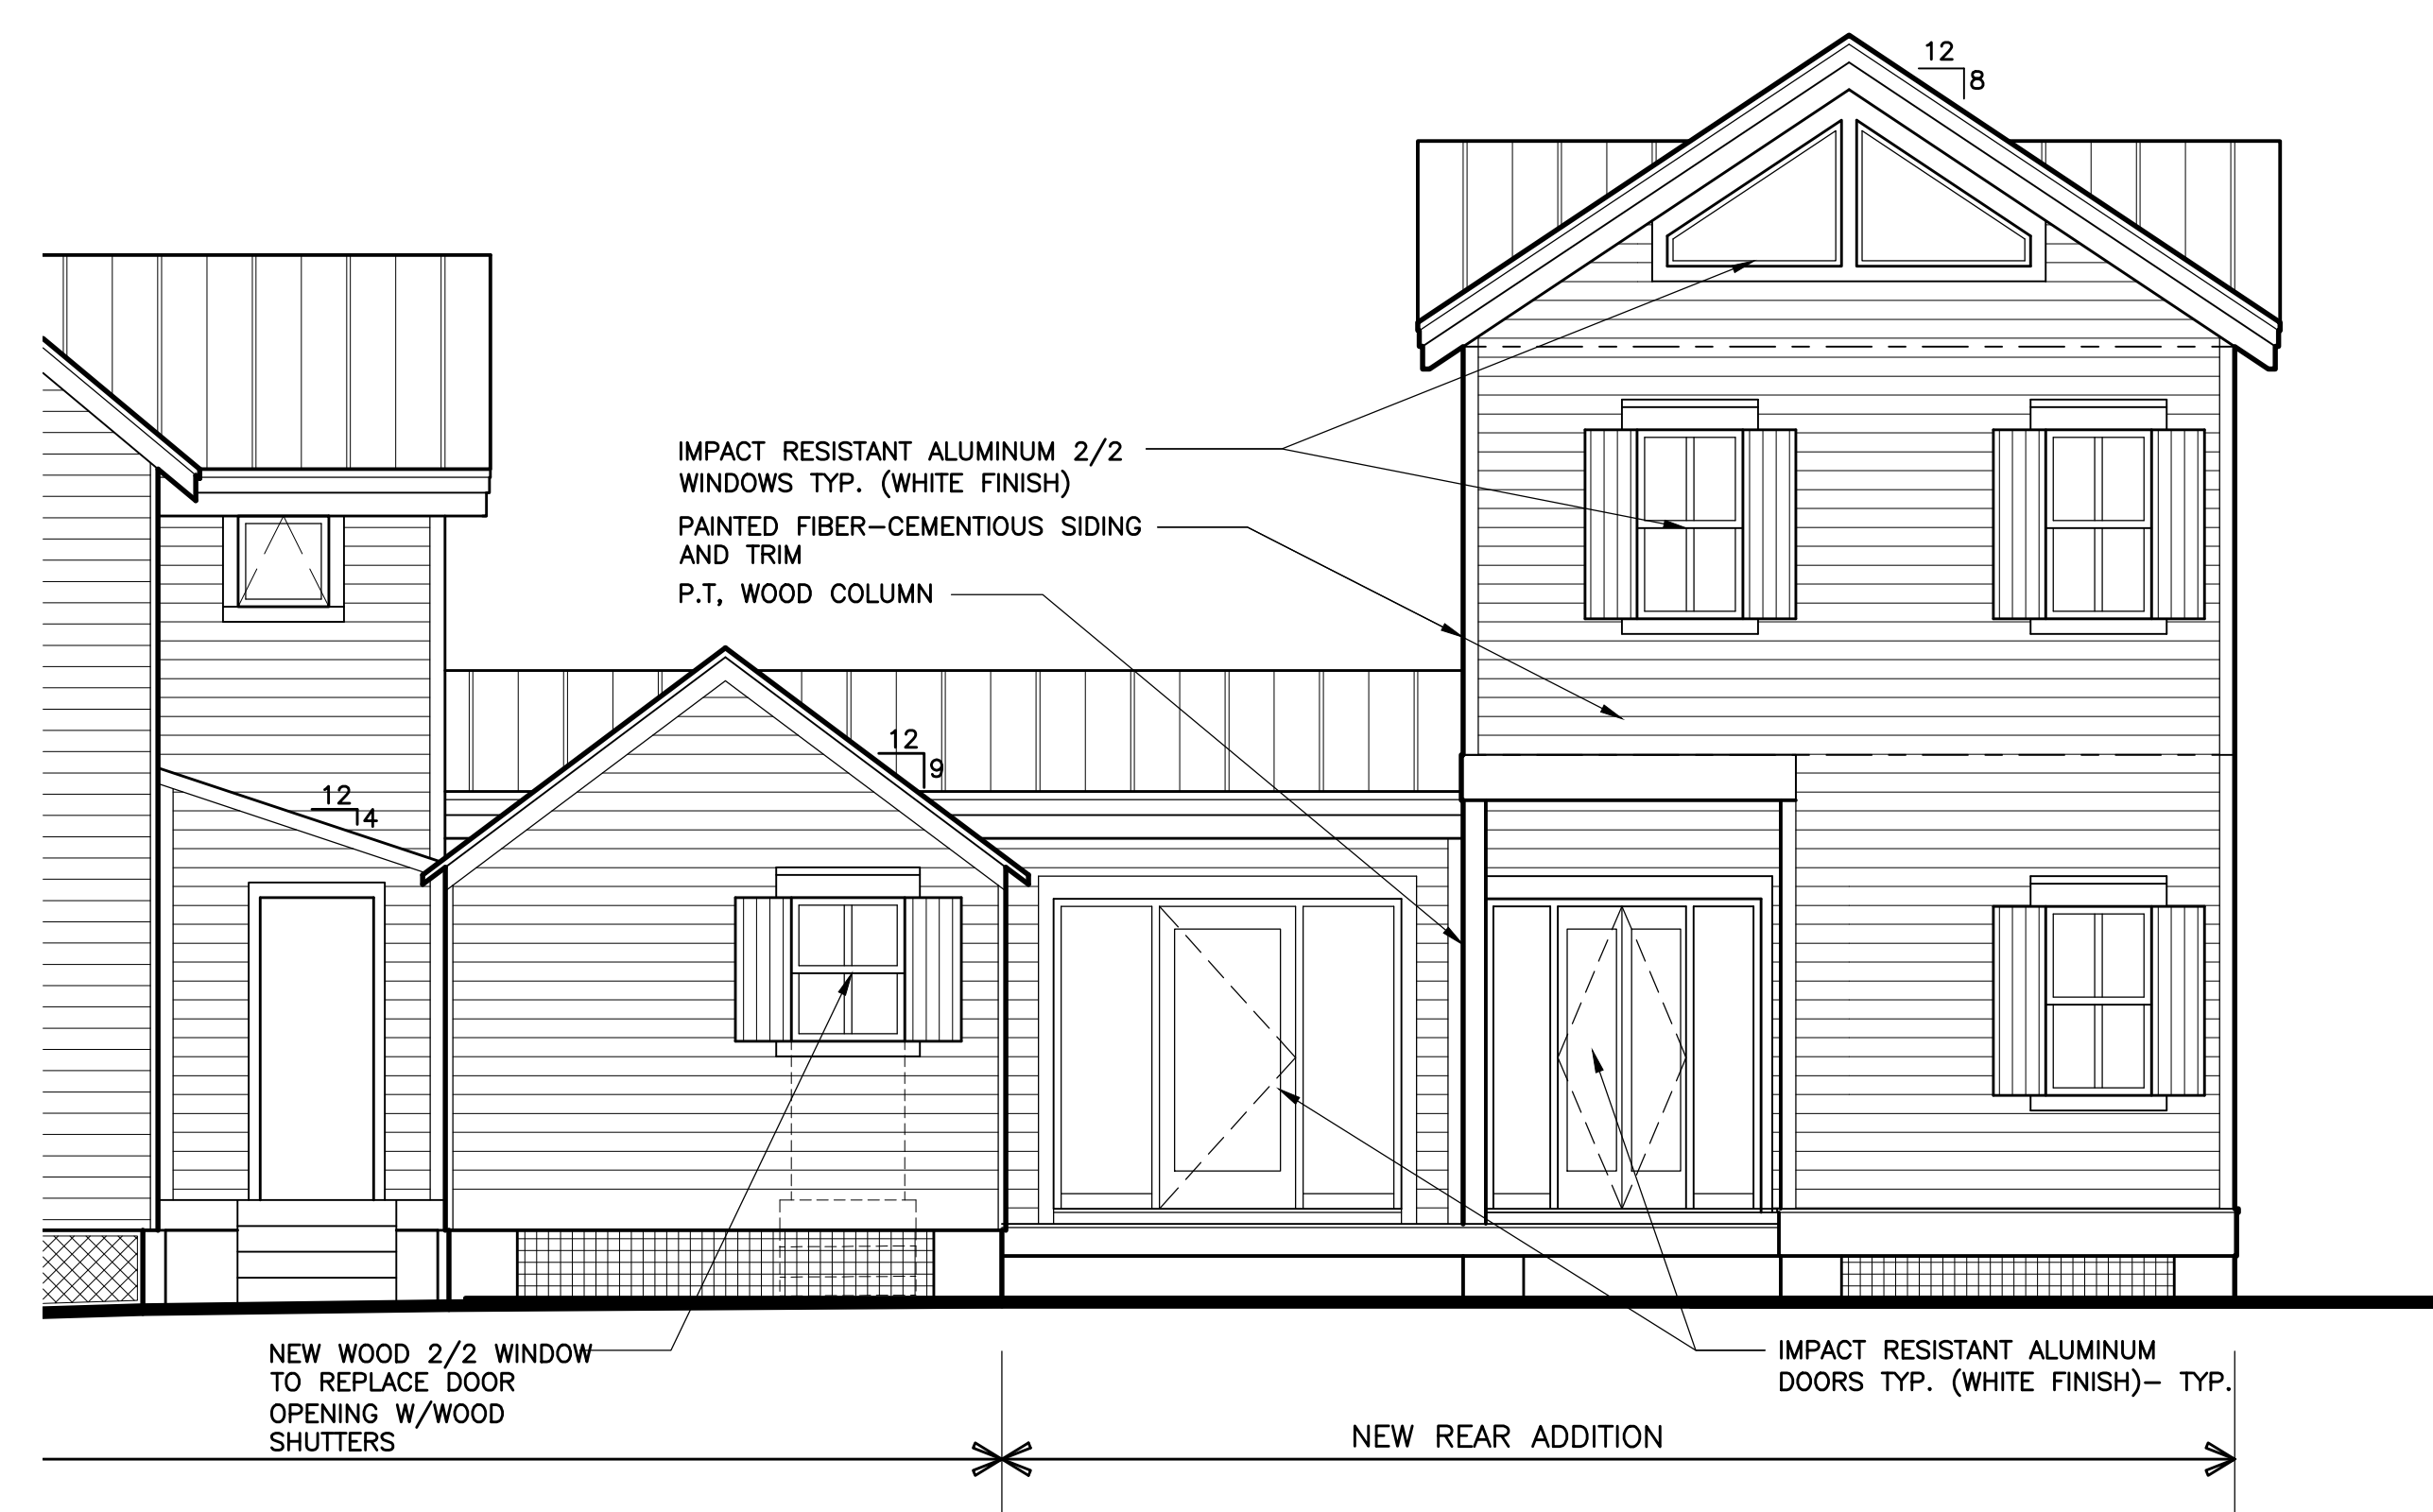 12
8
IMPACT RESISTANT ALUMINUM 2/2
WINDOWS TYP. (WHITE FINISH)
PAINTED FIBER-CEMENTIOUS SIDING
AND TRIM
P.T, WOOD COLUMN
12
9
12
4
NEW WOOD 2/2 WINDOW
TO REPLACE DOOR
OPENING W/WOOD
SHUTTERS
IMPACT RESISTANT ALUMINUM
DOORS TYP. (WHITE FINISH)- TYP.
NEW REAR ADDITION